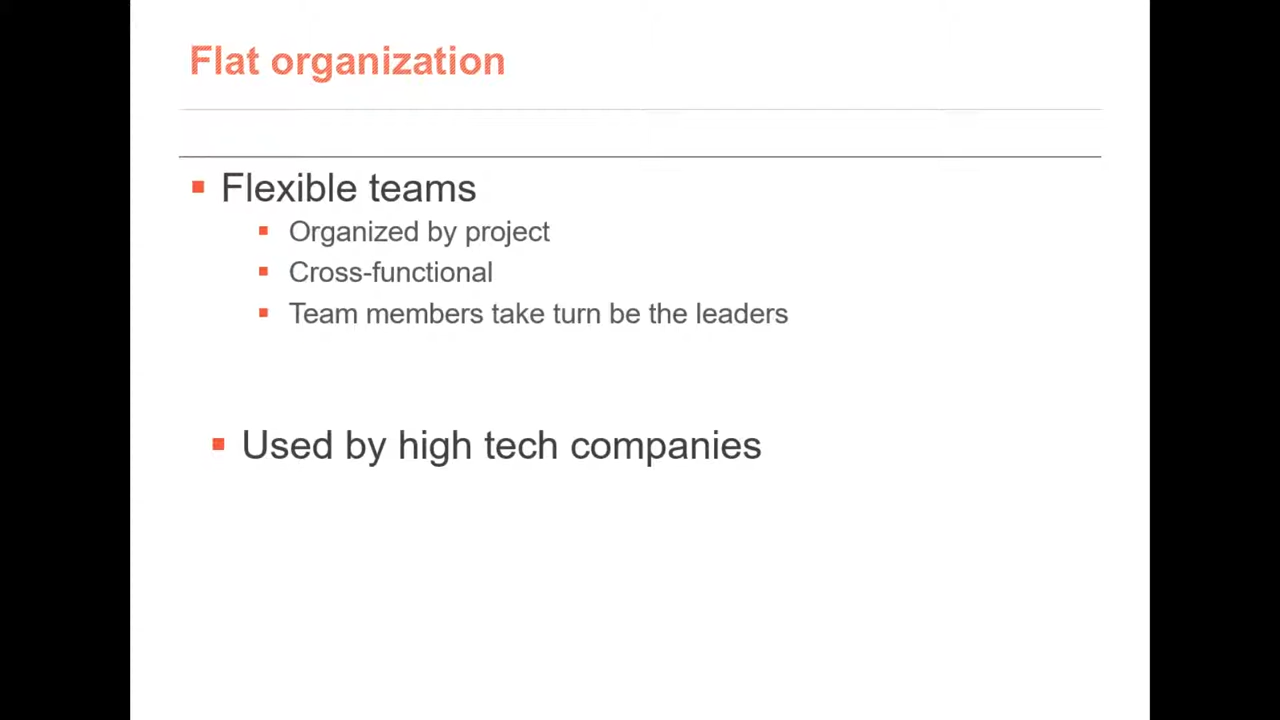 Flat organization
Flexible teams
Organized by project
Cross-functional
Team members take turn be the leaders
Used by high tech companies